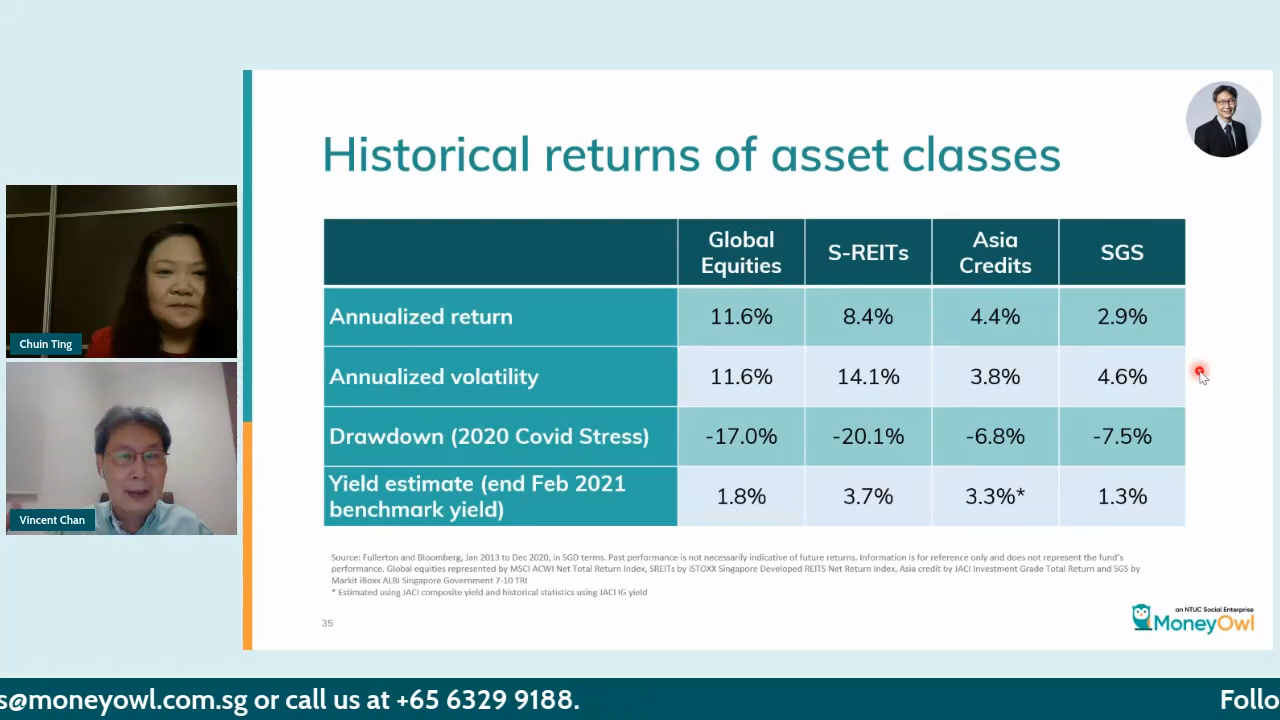 Historical returns of asset classes
Global Equities S-REITs Asia Credits SGS
Annualized return 11.6% 8.4% 4.4% 2.9%
Annualized volatility 11.6% 14.1% 3.8% 4.6%
Drawdown (2020 Covid Stress) -17.0% -20.1% -6.8% -7.5%
Yield estimate (end Feb 2021 benchmark yield) 1.8% 3.7% 3.3%* 1.3%
Source: Fullerton and Bloomberg, Jan 2013 to Dec 2020, in SGD terms. Past performance is not necessarily indicative of future returns. Information is for reference only and does not represent the fund's
performance. Global equities represented by MSCI ACWI Net Total Return Index, SREITs by iSTOXX Singapore Developed REITS Net Return Index, Asia credit by JACI Investment Grade Total Return and SGS by
Markit iBoxx ALBI Singapore Government 7-10 TRI
* Estimated using JACI composite yield and historical statistics using JACI IG yield
35
an NTUC Social Enterprise
MoneyOwl
Chuin Ting
Vincent Chan
s@moneyowl.com.sg or call us at +65 6329 9188.
Follo